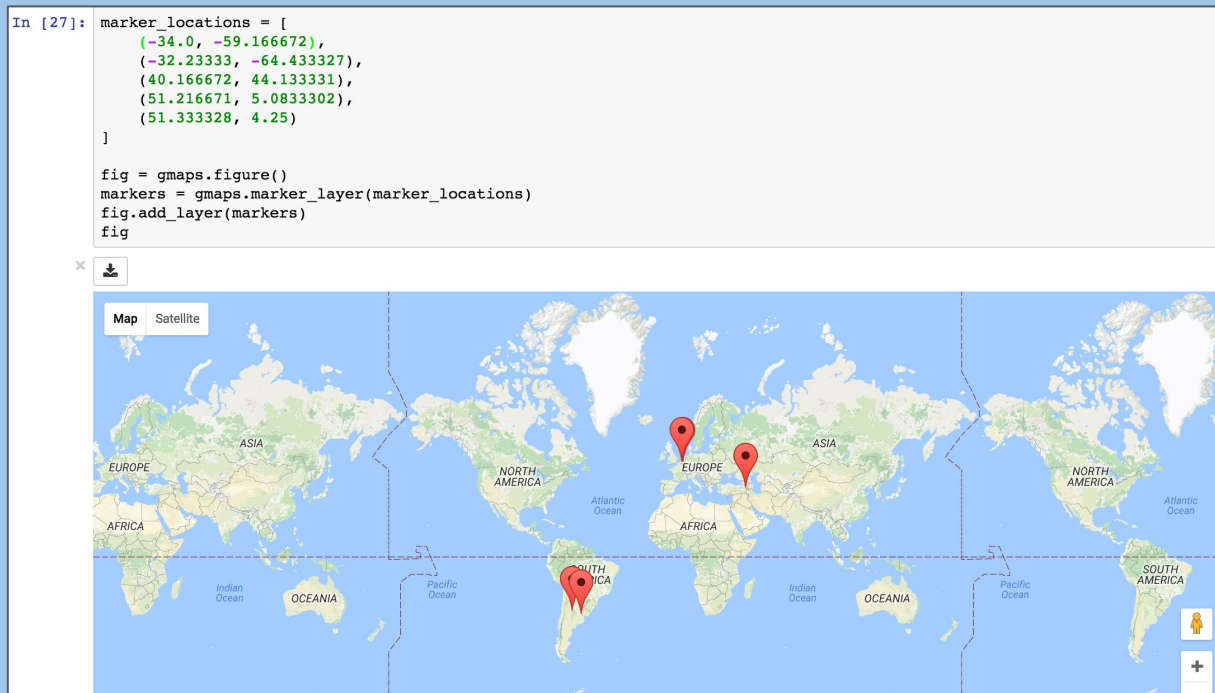 In [27]: marker_locations = [
(-34.0, -59.166672),
(-32.23333, -64.433327),
(40.166672, 44.133331),
(51.216671, 5.0833302),
(51.333328, 4.25)
]
fig = gmaps.figure()
markers = gmaps.marker_layer(marker_locations)
fig.add_layer(markers)
fig
×
Map Satellite
ASIA
EUROPE
AFRICA
Indian
Ocean
OCEANIA
Pacific
Ocean
NORTH
AMERICA
Atlantic
Ocean
EUROPE
ASIA
AFRICA
Indian
Ocean
OCEANIA
Pacific
Ocean
NORTH
AMERICA
Atlantic
Ocean
SOUTH
AMERICA
+